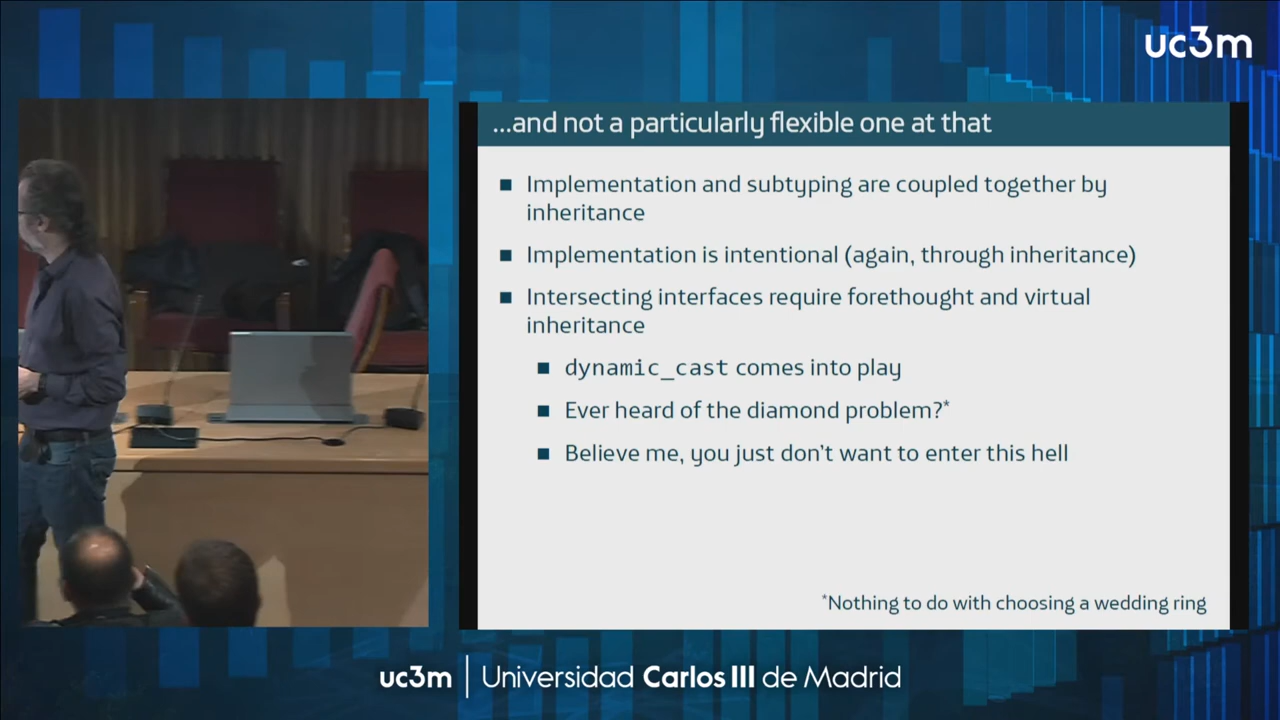 uc3m
...and not a particularly flexible one at that
Implementation and subtyping are coupled together by
inheritance
Implementation is intentional (again, through inheritance)
Intersecting interfaces require forethought and virtual
inheritance
dynamic_cast comes into play
Ever heard of the diamond problem?*
Believe me, you just don't want to enter this hell
*Nothing to do with choosing a wedding ring
uc3m | Universidad Carlos III de Madrid